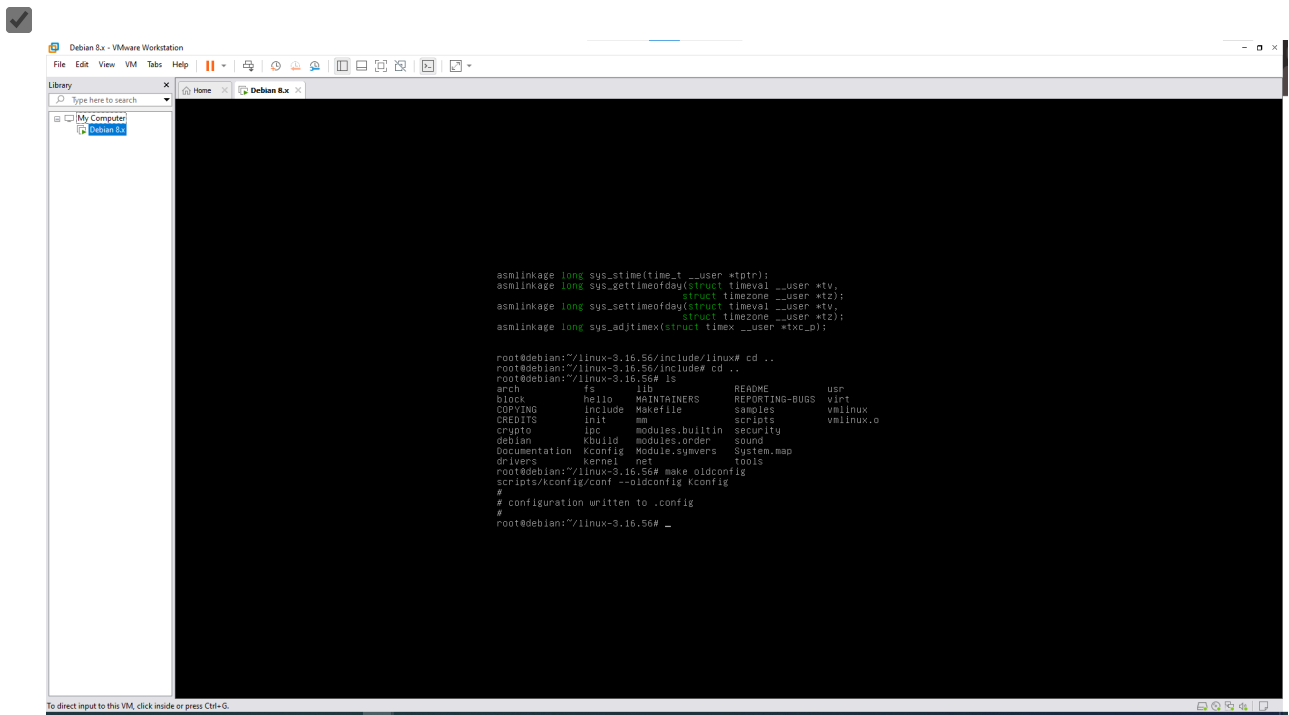 Debian 8.x - VMware Workstation
File Edit View VM Tabs Help
Library
Type here to search
Home
Debian 8.x
My Computer
Debian 8.x
asmlinkage long sys_stime(time_t __user *tptr);
asmlinkage long sys_gettimeofday(struct timeval __user *tv,
struct timezone __user *tz);
asmlinkage long sys_settimeofday(struct timeval __user *tv,
struct timezone __user *tz);
asmlinkage long sys_adjtimex(struct timex __user *txc_p);
root@debian:~/linux-3.16.56/include/linux# cd ..
root@debian:~/linux-3.16.56/include# cd ..
root@debian:~/linux-3.16.56# ls
arch fs lib README usr
block hello MAINTAINERS REPORTING-BUGS virt
COPYING include Makefile samples vmlinux
CREDITS init mm scripts vmlinux.o
crypto ipc modules.builtin security
debian Kbuild modules.order sound
Documentation Kconfig Module.symvers System.map
drivers kernel net tools
root@debian:~/linux-3.16.56# make oldconfig
scripts/kconfig/conf --oldconfig Kconfig
#
# configuration written to .config
#
root@debian:~/linux-3.16.56# _
To direct input to this VM, click inside or press Ctrl+G.